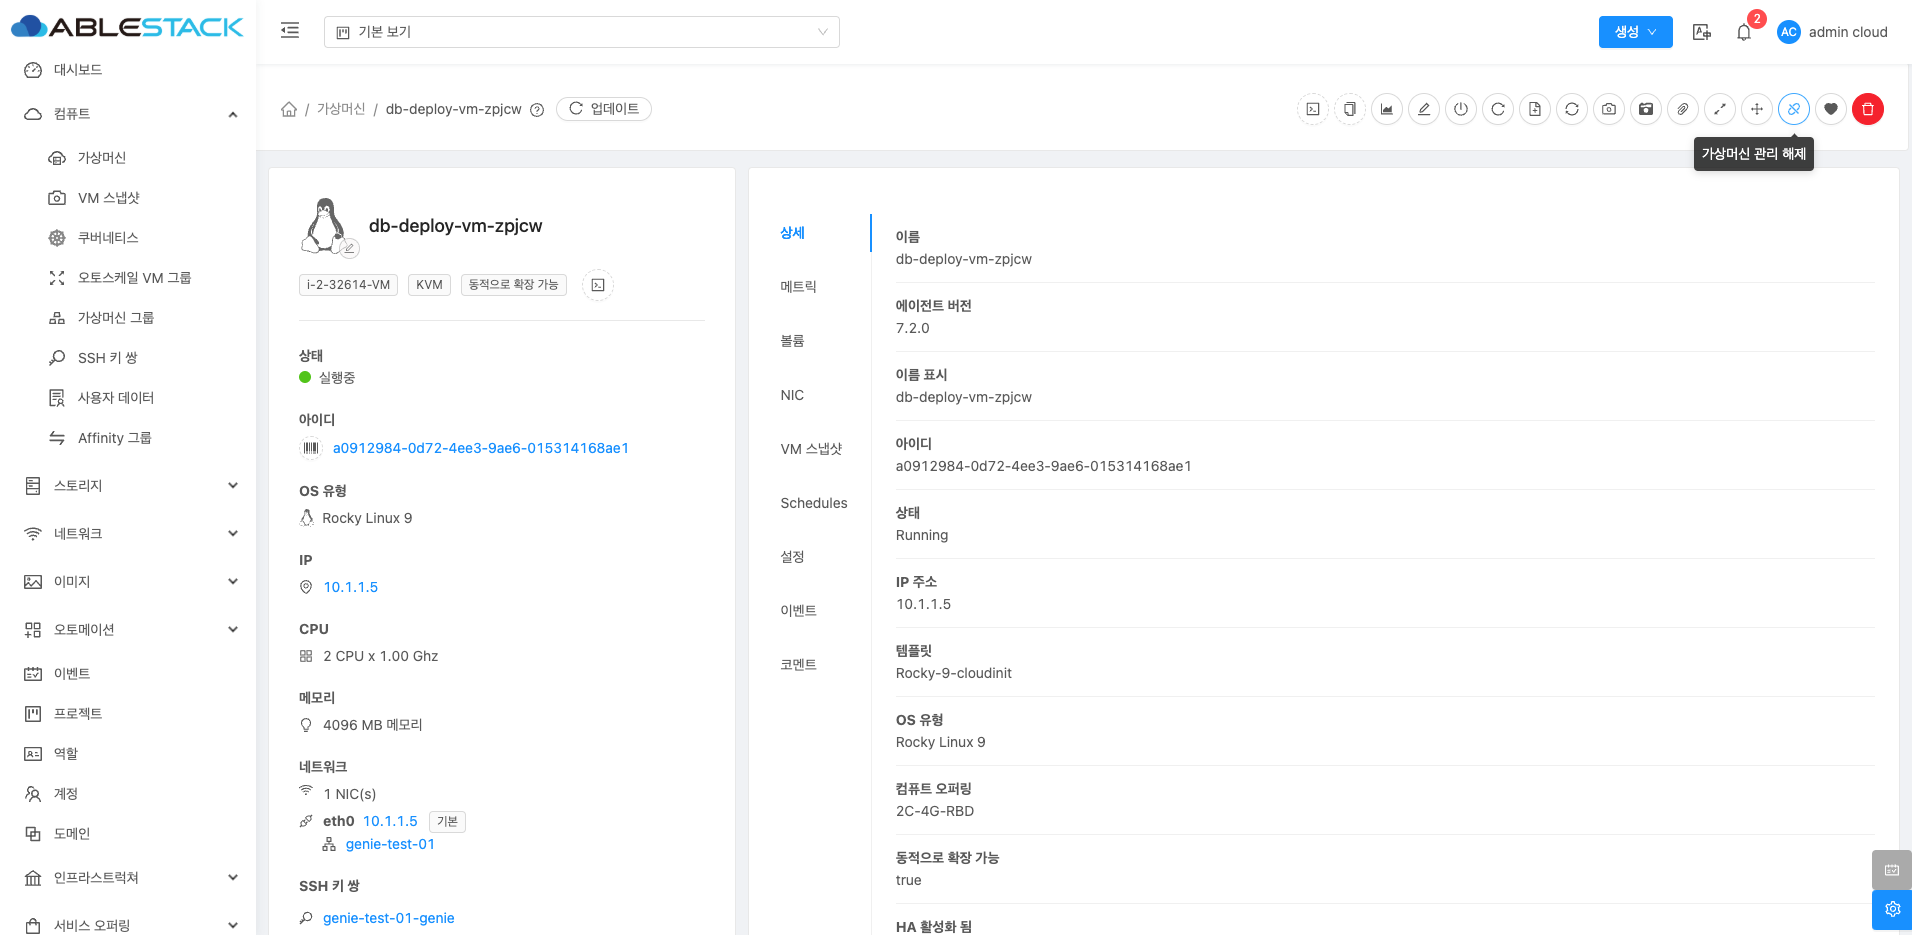 ABLESTACK
기본 보기
생성
2
AC
admin cloud
대시보드
컴퓨트
가상머신
VM 스냅샷
쿠버네티스
오토스케일 VM 그룹
가상머신 그룹
SSH 키 쌍
사용자 데이터
Affinity 그룹
스토리지
네트워크
이미지
오토메이션
이벤트
프로젝트
역할
계정
도메인
인프라스트럭쳐
서비스 오퍼링
/ 가상머신 / db-deploy-vm-zpjcw
업데이트
가상머신 관리 해제
db-deploy-vm-zpjcw
i-2-32614-VM
KVM
동적으로 확장 가능
상태
실행중
아이디
a0912984-0d72-4ee3-9ae6-015314168ae1
OS 유형
Rocky Linux 9
IP
10.1.1.5
CPU
2 CPU x 1.00 Ghz
메모리
4096 MB 메모리
네트워크
1 NIC(s)
eth0 10.1.1.5 기본
genie-test-01
SSH 키 쌍
genie-test-01-genie
상세
메트릭
볼륨
NIC
VM 스냅샷
Schedules
설정
이벤트
코멘트
이름
db-deploy-vm-zpjcw
에이전트 버전
7.2.0
이름 표시
db-deploy-vm-zpjcw
아이디
a0912984-0d72-4ee3-9ae6-015314168ae1
상태
Running
IP 주소
10.1.1.5
템플릿
Rocky-9-cloudinit
OS 유형
Rocky Linux 9
컴퓨트 오퍼링
2C-4G-RBD
동적으로 확장 가능
true
HA 활성화 됨